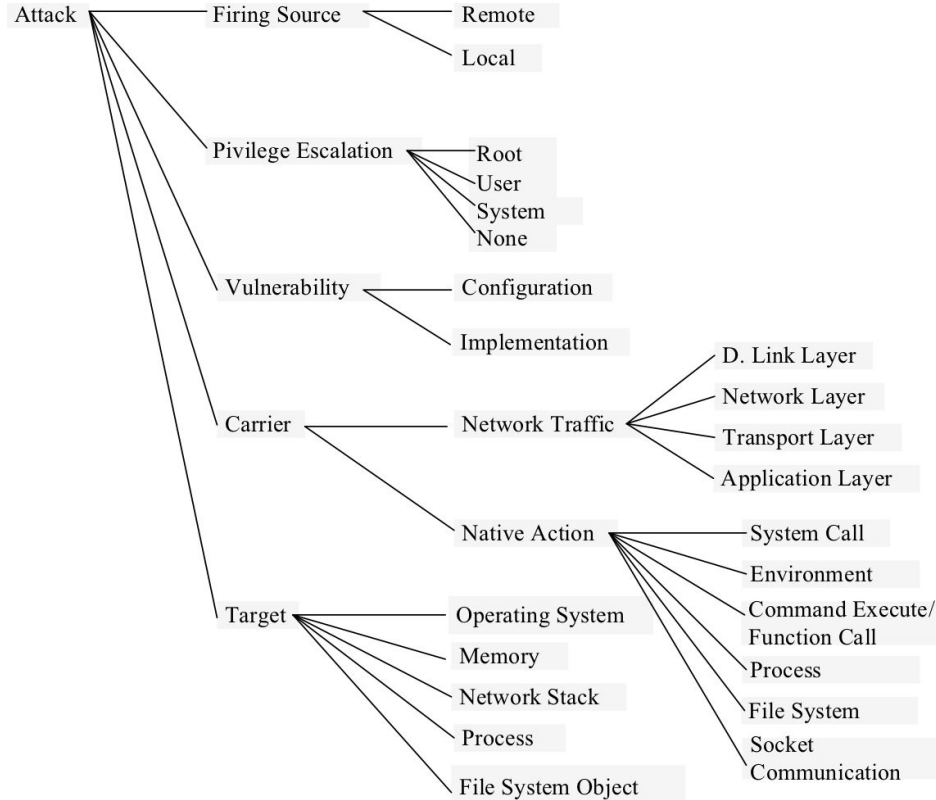 Attack
Firing Source
Remote
Local
Pivilege Escalation
Root
User
System
None
Vulnerability
Configuration
Implementation
Carrier
Network Traffic
D. Link Layer
Network Layer
Transport Layer
Application Layer
Native Action
System Call
Environment
Command Execute/
Function Call
Process
File System
Socket
Communication
Target
Operating System
Memory
Network Stack
Process
File System Object